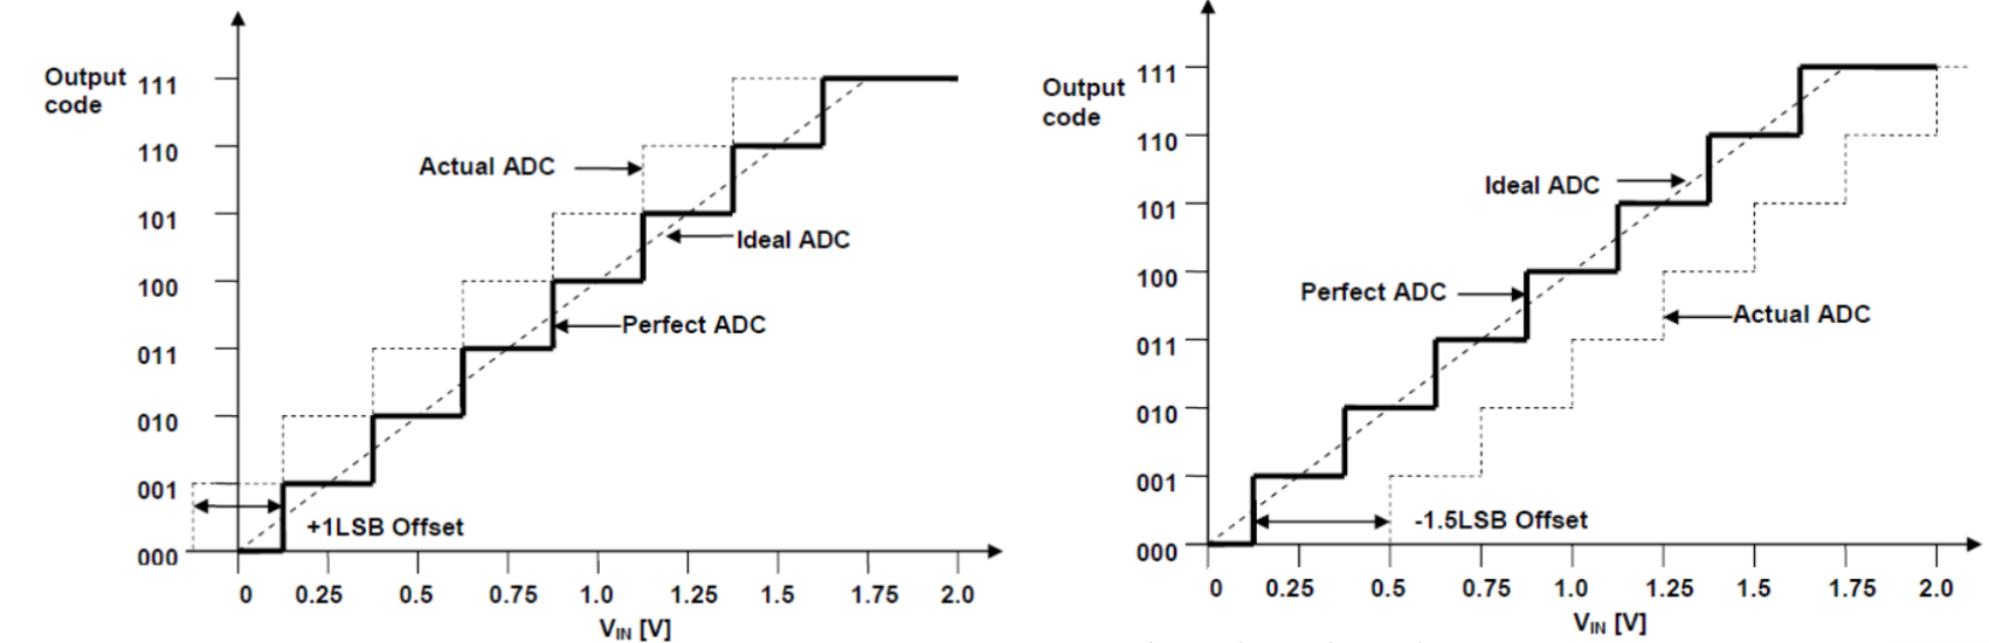 Output
code
111
110
101
100
011
010
001
000
Actual ADC
Ideal ADC
Perfect ADC
+1LSB Offset
0 0.25 0.5 0.75 1.0 1.25 1.5 1.75 2.0
VIN [V]
Output
code
111
110
101
100
011
010
001
000
Ideal ADC
Perfect ADC
Actual ADC
-1.5LSB Offset
0 0.25 0.5 0.75 1.0 1.25 1.5 1.75 2.0
VIN [V]